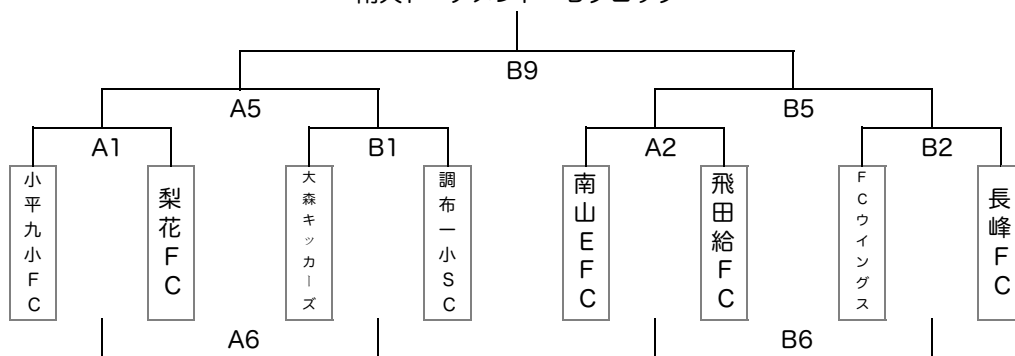 B9
A5
B5
A1
B1
A2
B2
小平九小FC
梨花FC
大森キッカーズ
調布一小SC
南山EFC
飛田給FC
FCウイングス
長峰FC
A6
B6